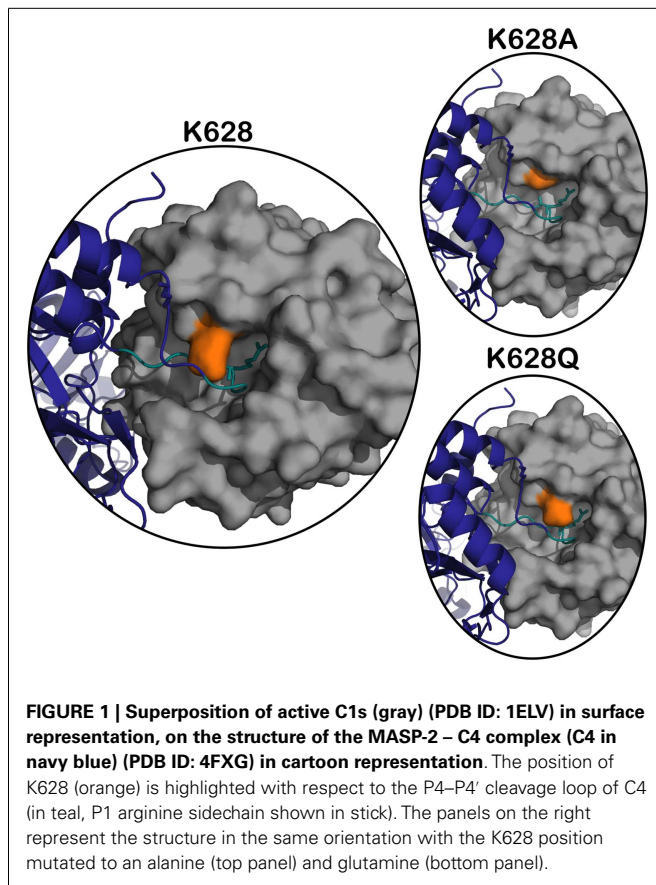 K628A
K628
K628Q
FIGURE 1 | Superposition of active C1s (gray) (PDB ID: 1ELV) in surface
representation, on the structure of the MASP-2 – C4 complex (C4 in
navy blue) (PDB ID: 4FXG) in cartoon representation. The position of
K628 (orange) is highlighted with respect to the P4–P4′ cleavage loop of C4
(in teal, P1 arginine sidechain shown in stick). The panels on the right
represent the structure in the same orientation with the K628 position
mutated to an alanine (top panel) and glutamine (bottom panel).